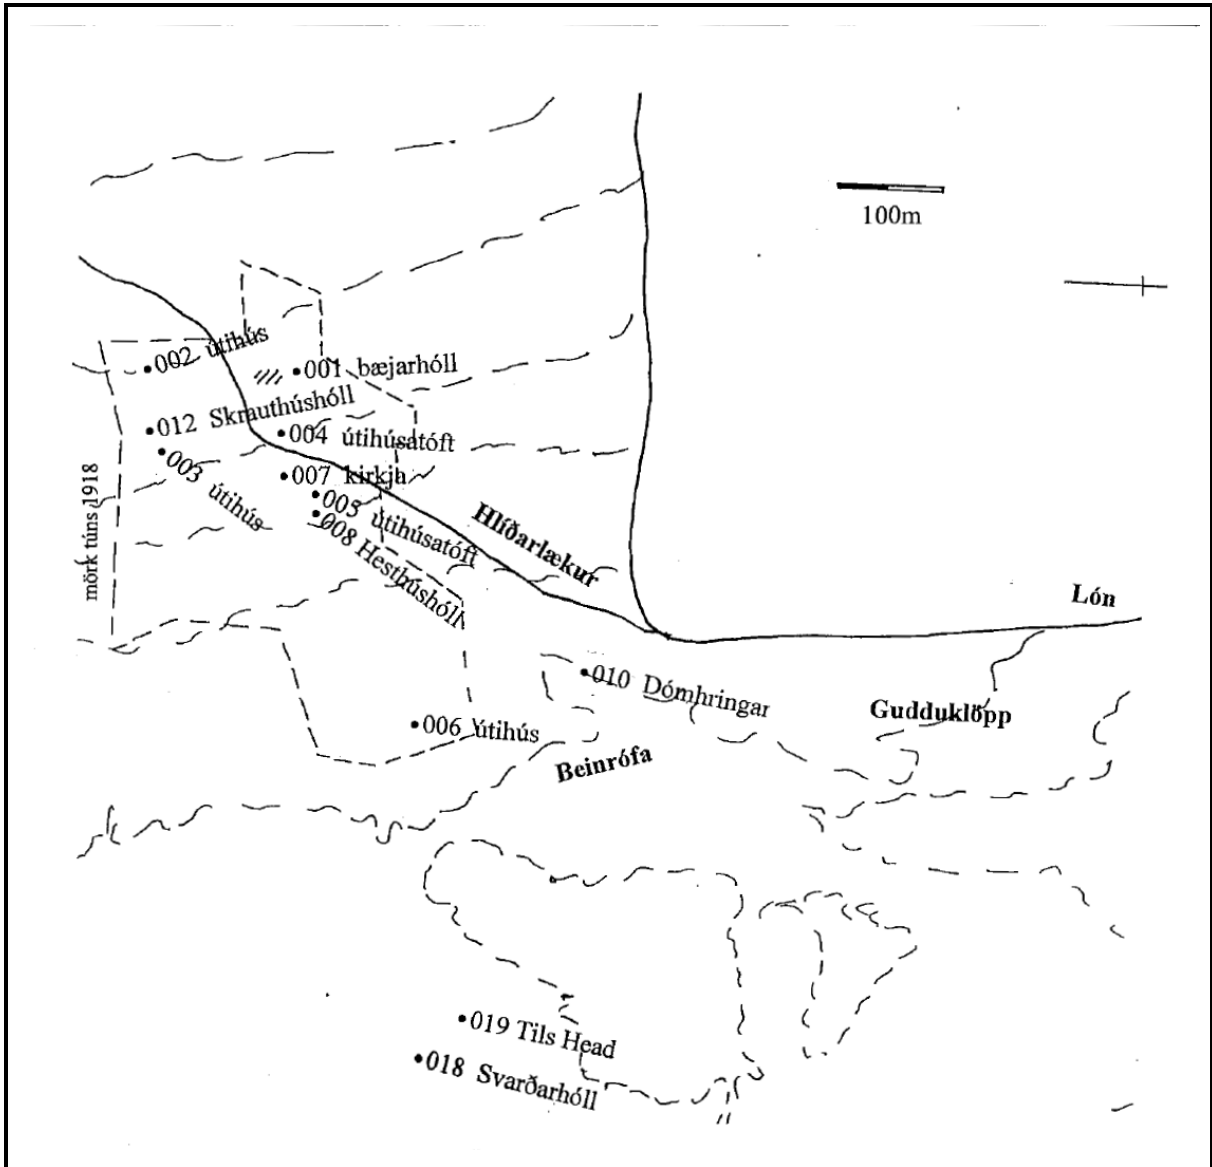 100m
002 útihús
001 bæjarhóll
012 Skrauthúshóll
004 útihúsatóft
003 útihús
007 kirkja
005 útihúsatóft
008 Hesthúshóll
mörk túns 1918
Hlíðarlækur
Lón
010 Dómhringar
Gudduklöpp
006 útihús
Beinrófa
019 Tils Head
018 Svarðarhóll